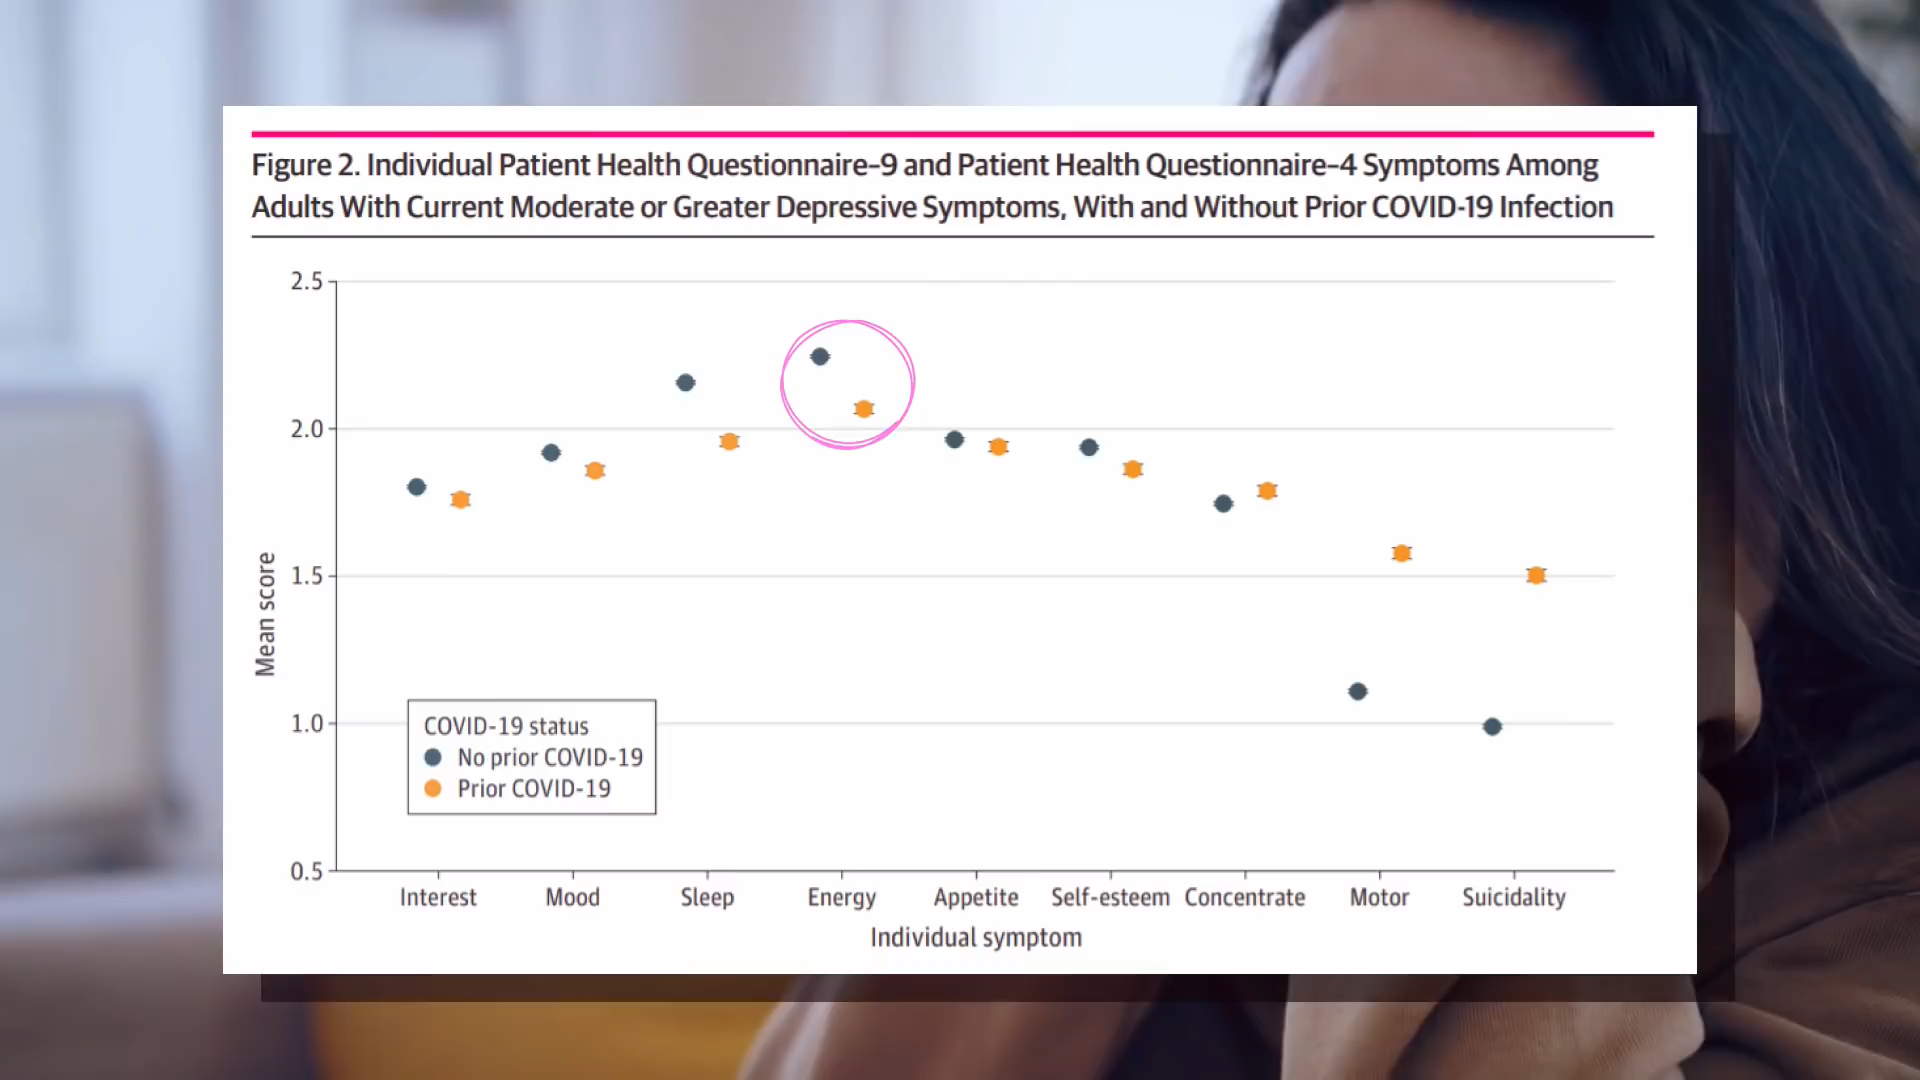 Figure 2. Individual Patient Health Questionnaire–9 and Patient Health Questionnaire–4 Symptoms Among
Adults With Current Moderate or Greater Depressive Symptoms, With and Without Prior COVID-19 Infection
2.5
2.0
1.5
1.0
0.5
Mean score
COVID-19 status
No prior COVID-19
Prior COVID-19
Interest Mood Sleep Energy Appetite Self-esteem Concentrate Motor Suicidality
Individual symptom